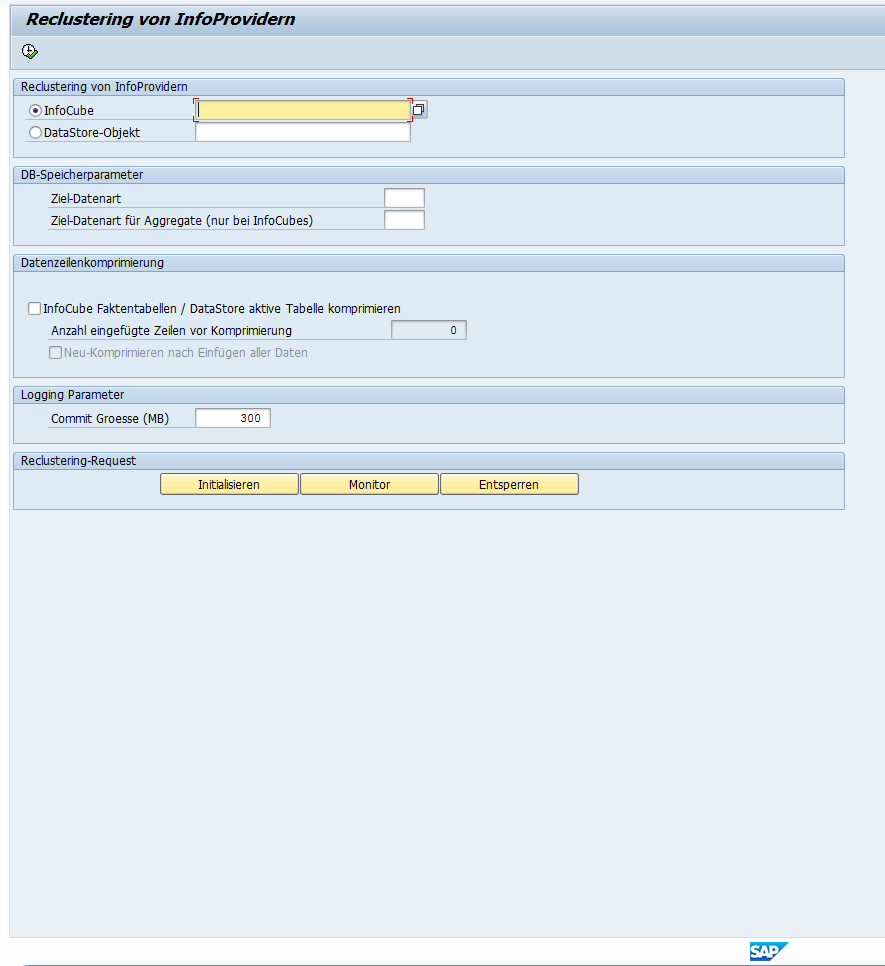 Reclustering von InfoProvidern
Reclustering von InfoProvidern
InfoCube
DataStore-Objekt
DB-Speicherparameter
Ziel-Datenart
Ziel-Datenart für Aggregate (nur bei InfoCubes)
Datenzeilenkomprimierung
InfoCube Faktentabellen / DataStore aktive Tabelle komprimieren
Anzahl eingefügte Zeilen vor Komprimierung 0
Neu-Komprimieren nach Einfügen aller Daten
Logging Parameter
Commit Groesse (MB) 300
Reclustering-Request
Initialisieren Monitor Entsperren
SAP